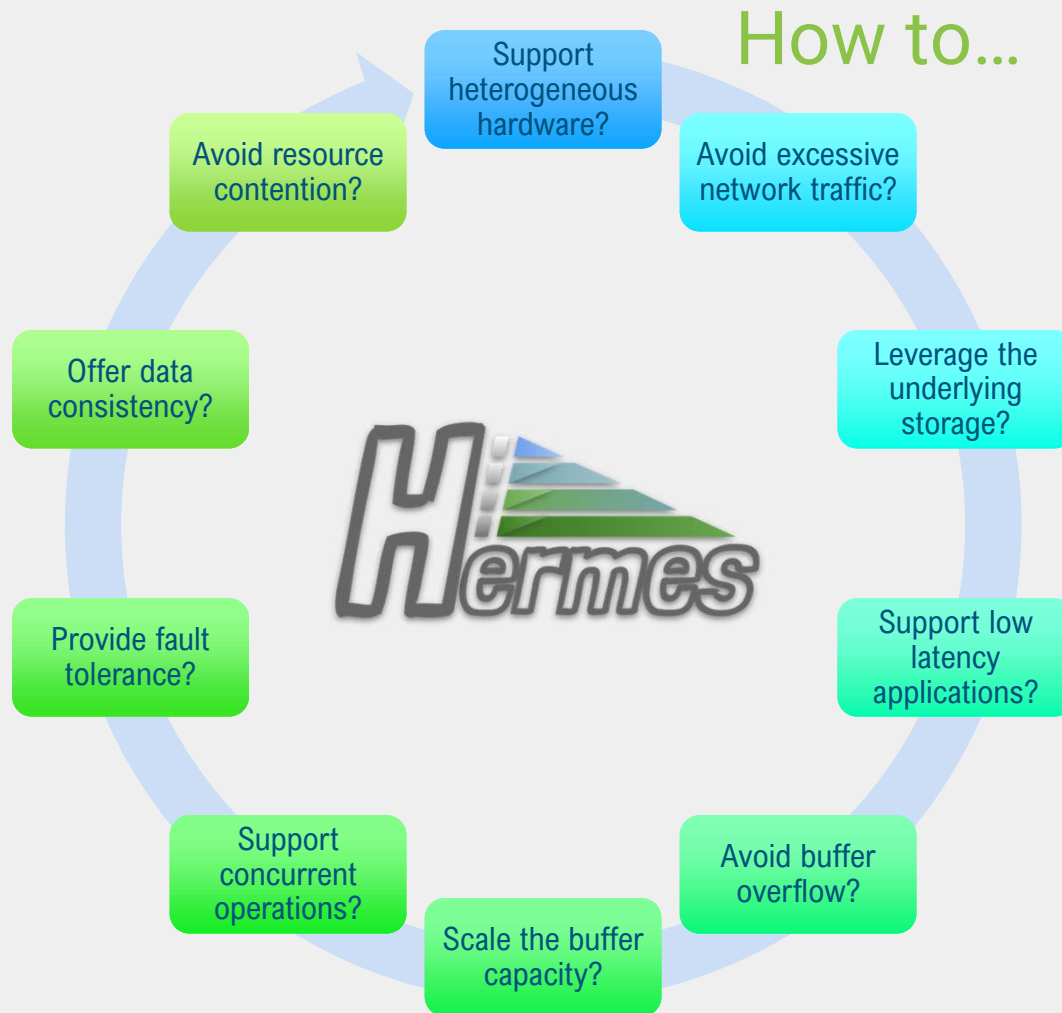 How to...
Support
heterogeneous
hardware?
Avoid excessive
network traffic?
Leverage the
underlying
storage?
Support low
latency
applications?
Avoid buffer
overflow?
Scale the buffer
capacity?
Support
concurrent
operations?
Provide fault
tolerance?
Offer data
consistency?
Avoid resource
contention?
Hermes